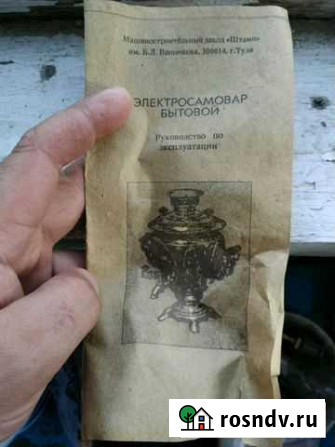 Машиностроительный завод «Штамп»
им. Б.Л. Ванникова, 300014, г.Тула
ЭЛЕКТРОСАМОВАР
БЫТОВОЙ
Руководство по
эксплуатации
rosndv.ru